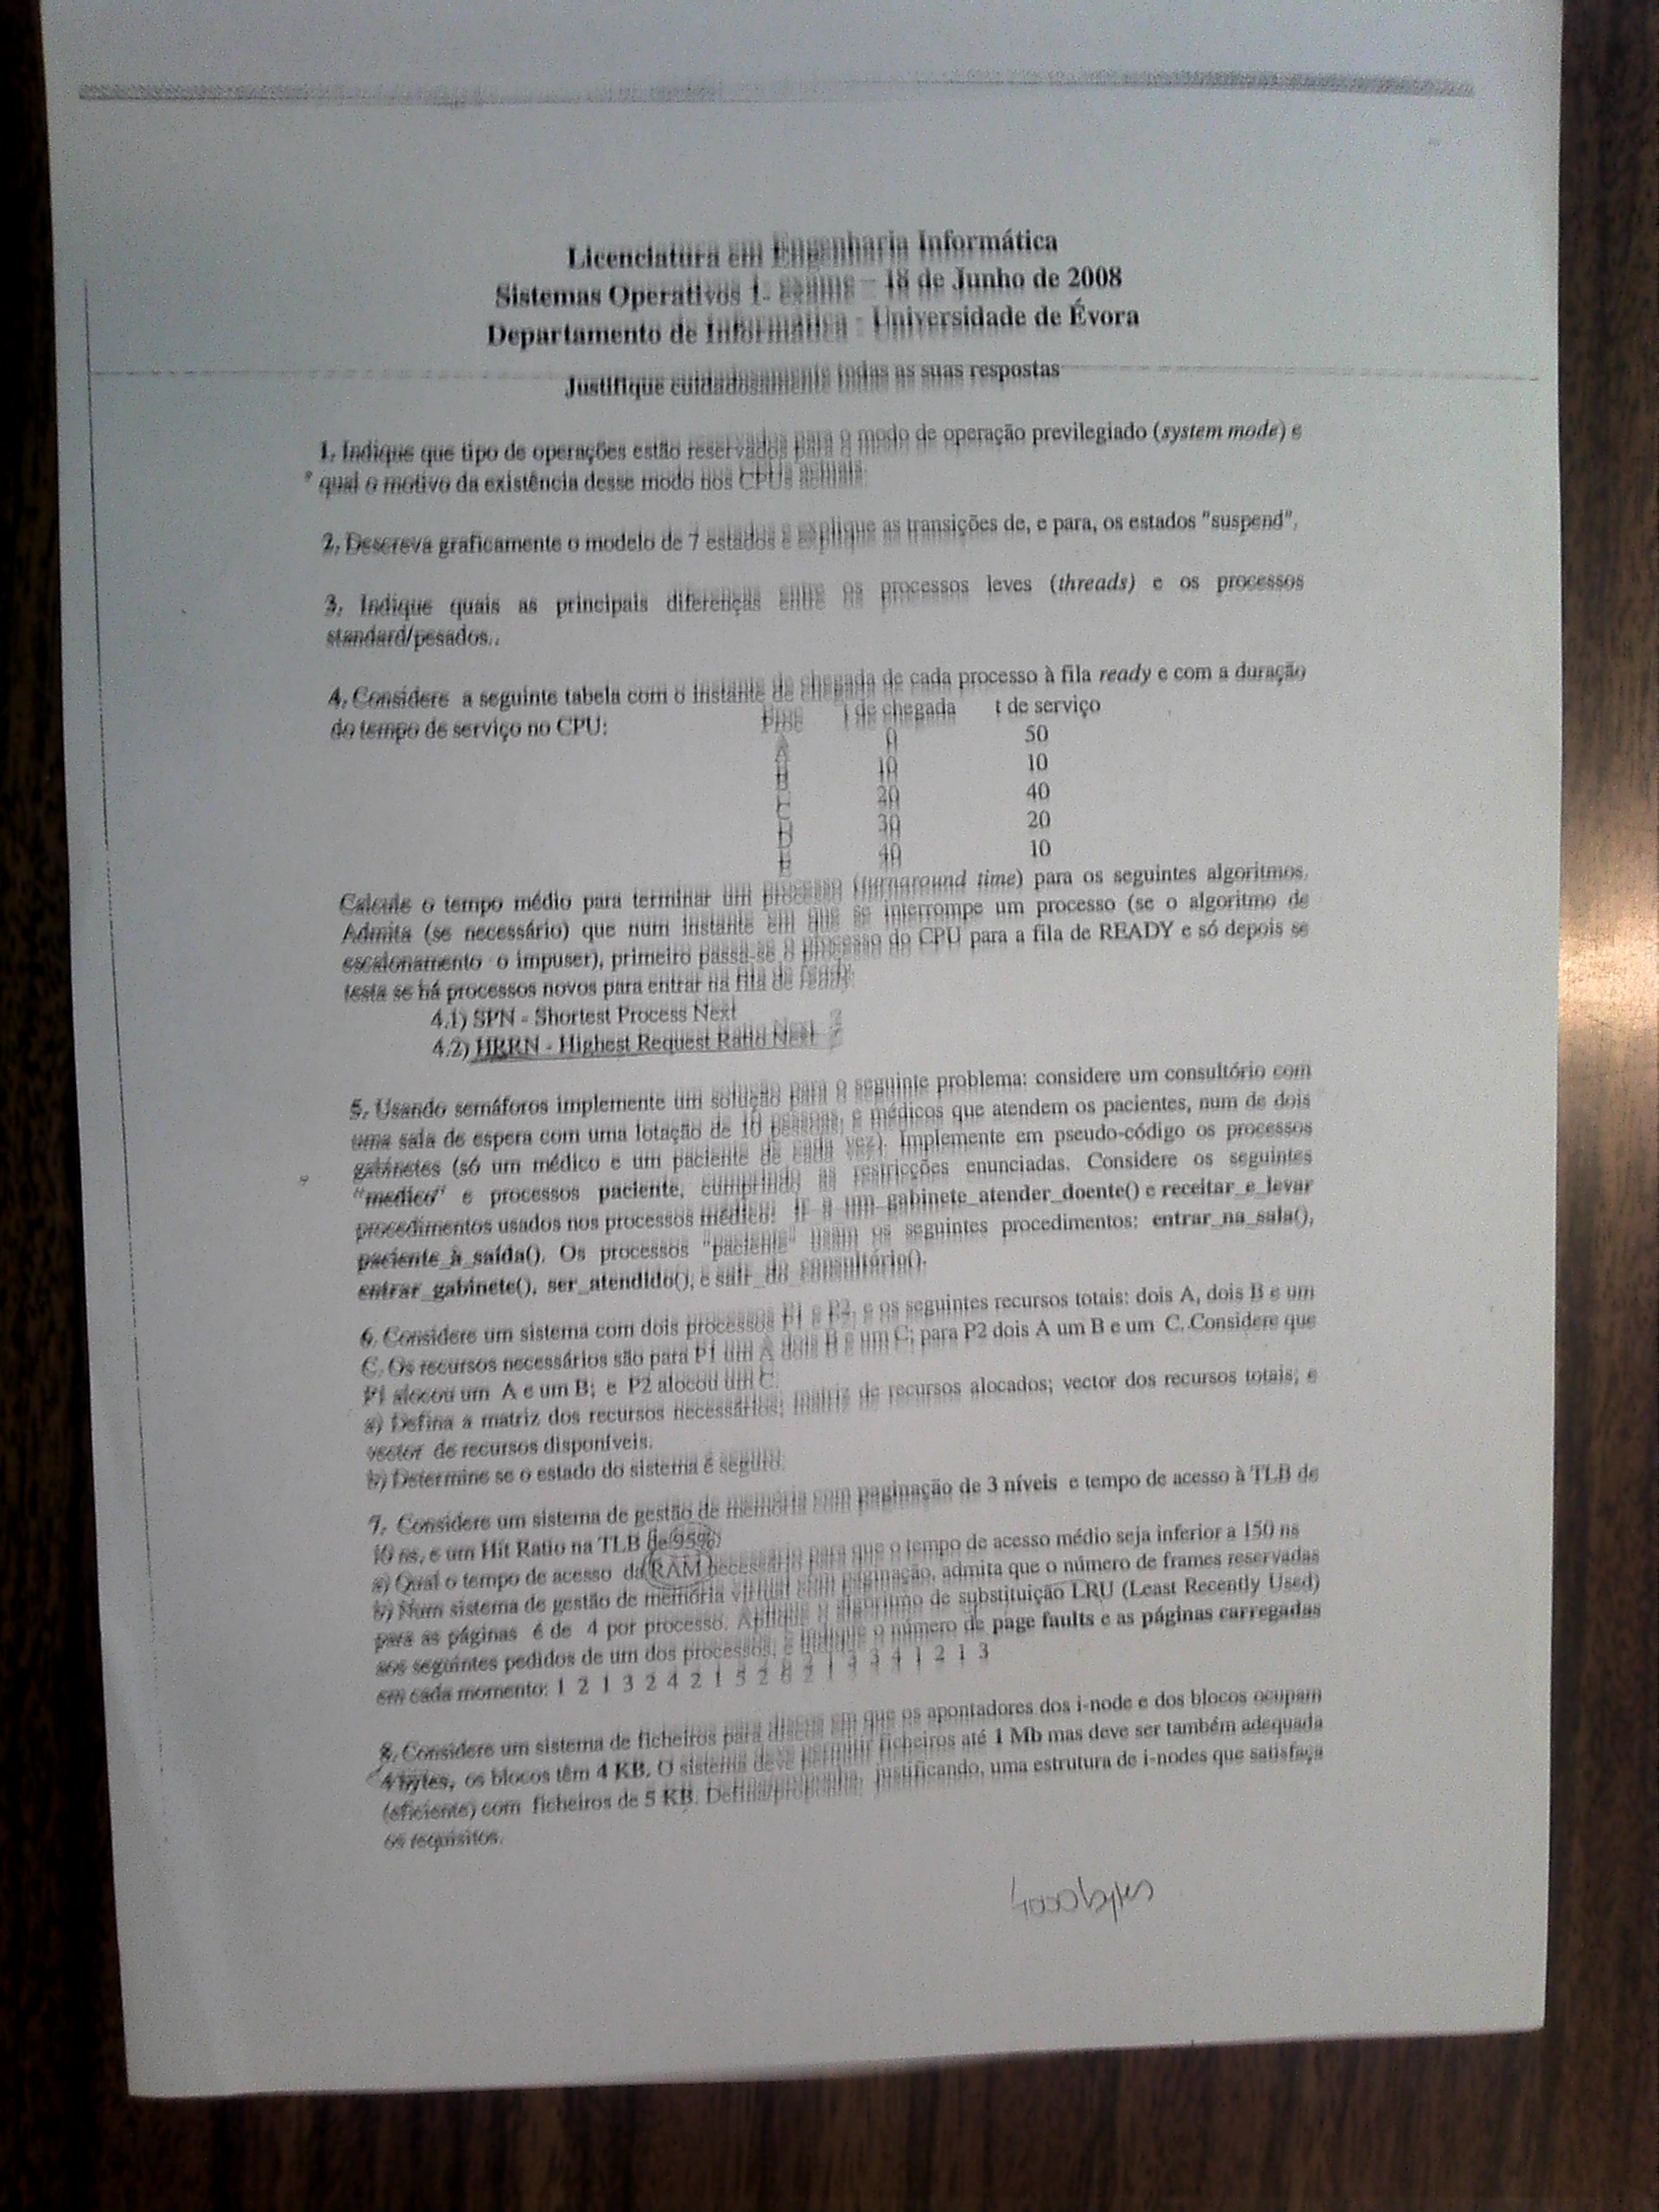 Licenciatura em Engenharia Informática
Sistemas Operativos I- exame – 18 de Junho de 2008
Departamento de Informática - Universidade de Évora
Justifique cuidadosamente todas as suas respostas
1. Indique que tipo de operações estão reservados para o modo de operação previlegiado (system mode) e
qual o motivo da existência desse modo nos CPUs actuais.
2. Descreva graficamente o modelo de 7 estados e explique as transições de, e para, os estados "suspend".
3. Indique quais as principais diferenças entre os processos leves (threads) e os processos
standard/pesados..
4. Considere a seguinte tabela com o instante de chegada de cada processo à fila ready e com a duração
do tempo de serviço no CPU:
Proc t de chegada t de serviço
A 0 50
B 10 10
C 20 40
D 30 20
E 40 10
Calcule o tempo médio para terminar um processo (turnaround time) para os seguintes algoritmos.
Admita (se necessário) que num instante em que se interrompe um processo (se o algoritmo de
escalonamento o impuser), primeiro passa-se o processo do CPU para a fila de READY e só depois se
testa se há processos novos para entrar na fila de ready.
4.1) SPN - Shortest Process Next
4.2) HRRN - Highest Request Ratio Next
5. Usando semáforos implemente um solução para o seguinte problema: considere um consultório com
uma sala de espera com uma lotação de 10 pessoas, e médicos que atendem os pacientes, num de dois
gabinetes (só um médico e um paciente de cada vez). Implemente em pseudo-código os processos
"medico" e processos paciente, cumprindo as restricções enunciadas. Considere os seguintes
procedimentos usados nos processos médico: ir_a_um_gabinete_atender_doente() e receitar_e_levar
paciente_à_saída(). Os processos "paciente" usam os seguintes procedimentos: entrar_na_sala(),
entrar_gabinete(), ser_atendido(), e sair_do_consultório().
6. Considere um sistema com dois processos P1 e P2, e os seguintes recursos totais: dois A, dois B e um
C. Os recursos necessários são para P1 um A dois B e um C; para P2 dois A um B e um C. Considere que
P1 alocou um A e um B; e P2 alocou um C.
a) Defina a matriz dos recursos necessários; matriz de recursos alocados; vector dos recursos totais; e
vector de recursos disponíveis.
b) Determine se o estado do sistema é seguro.
7. Considere um sistema de gestão de memória com paginação de 3 níveis e tempo de acesso à TLB de
10 ns, e um Hit Ratio na TLB de 95%.
a) Qual o tempo de acesso da RAM necessário para que o tempo de acesso médio seja inferior a 150 ns
b) Num sistema de gestão de memória virtual com paginação, admita que o número de frames reservadas
para as páginas é de 4 por processo. Aplique o algoritmo de substituição LRU (Least Recently Used)
aos seguintes pedidos de um dos processos, e indique o número de page faults e as páginas carregadas
em cada momento: 1 2 1 3 2 4 2 1 5 2 6 2 1 3 4 1 2 1 3
8. Considere um sistema de ficheiros para discos em que os apontadores dos i-node e dos blocos ocupam
4 bytes, os blocos têm 4 KB. O sistema deve permitir ficheiros até 1 Mb mas deve ser também adequada
(eficiente) com ficheiros de 5 KB. Defina/proponha, justificando, uma estrutura de i-nodes que satisfaça
os requisitos.
4000 bytes